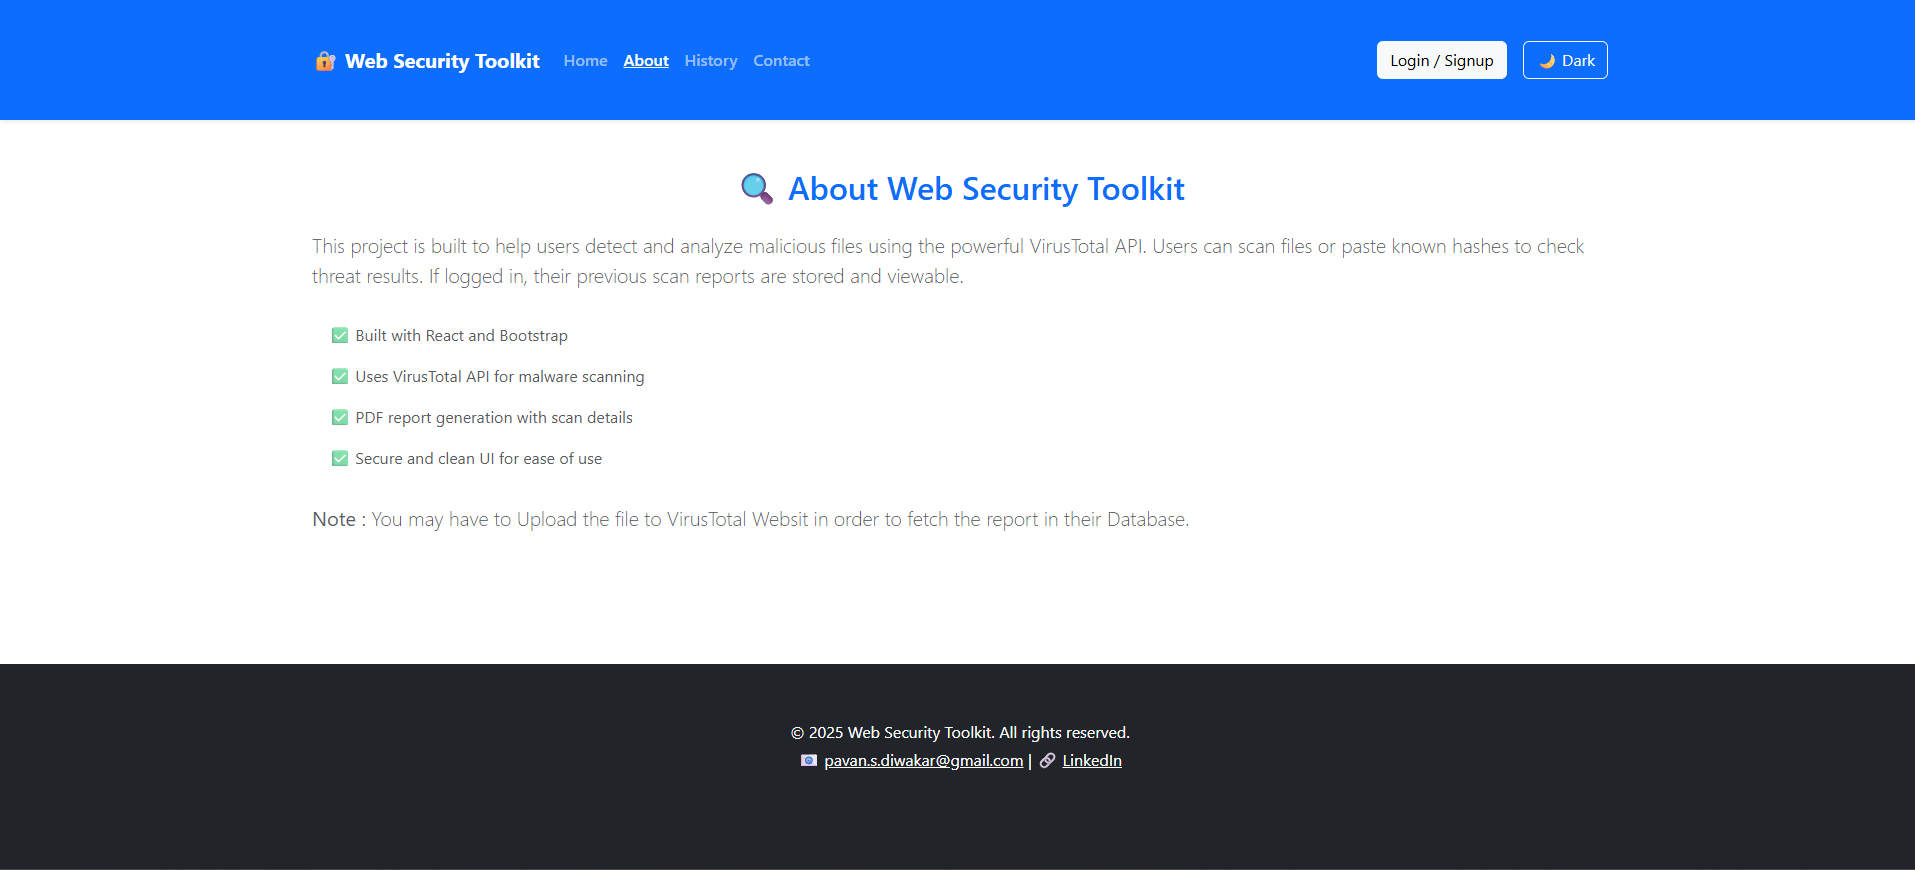 Web Security Toolkit Home About History Contact Login / Signup Dark
About Web Security Toolkit
This project is built to help users detect and analyze malicious files using the powerful VirusTotal API. Users can scan files or paste known hashes to check
threat results. If logged in, their previous scan reports are stored and viewable.
Built with React and Bootstrap
Uses VirusTotal API for malware scanning
PDF report generation with scan details
Secure and clean UI for ease of use
Note : You may have to Upload the file to VirusTotal Websit in order to fetch the report in their Database.
© 2025 Web Security Toolkit. All rights reserved.
pavan.s.diwakar@gmail.com | LinkedIn